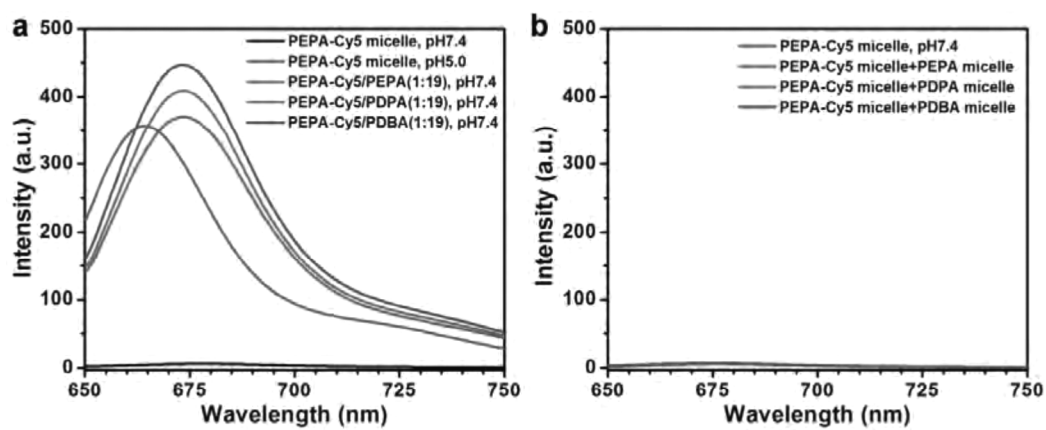 a
500
400
300
200
100
0
Intensity (a.u.)
PEPA-Cy5 micelle, pH7.4
PEPA-Cy5 micelle, pH5.0
PEPA-Cy5/PEPA(1:19), pH7.4
PEPA-Cy5/PDPA(1:19), pH7.4
PEPA-Cy5/PDBA(1:19), pH7.4
650 675 700 725 750
Wavelength (nm)
b
500
400
300
200
100
0
Intensity (a.u.)
PEPA-Cy5 micelle, pH7.4
PEPA-Cy5 micelle+PEPA micelle
PEPA-Cy5 micelle+PDPA micelle
PEPA-Cy5 micelle+PDBA micelle
650 675 700 725 750
Wavelength (nm)